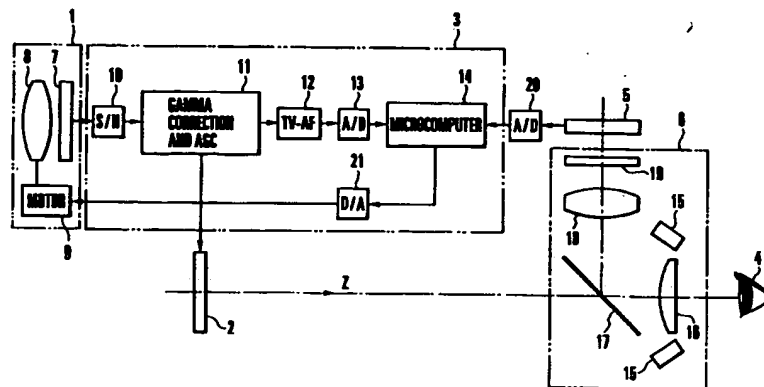 1
3
8
7
10
11
12
13
14
20
5
6
GAMMA
CONNECTION
AND AGC
S/H
TV-AF
A/D
MICROCOMPUTER
A/D
19
21
15
MOTOR
D/A
18
9
4
Z
2
17
16
15